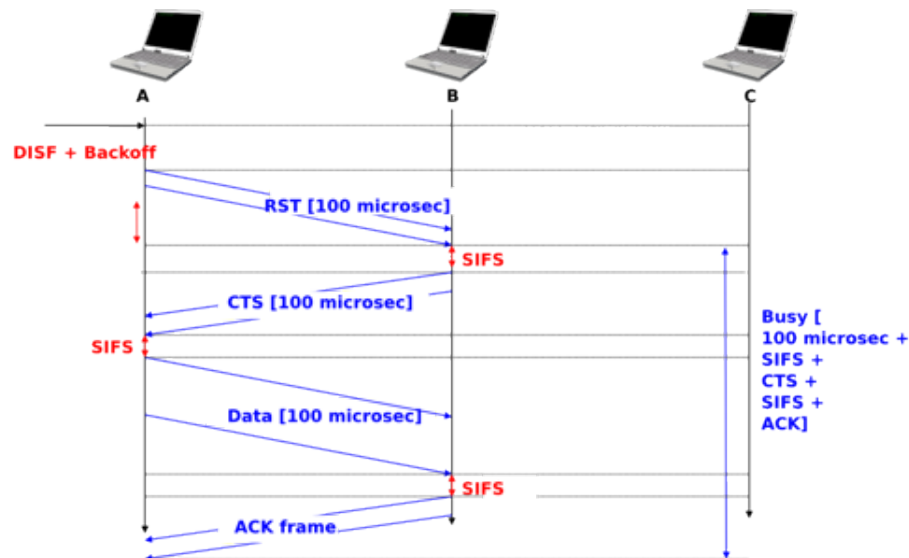 A
B
C
DISF + Backoff
RST [100 microsec]
SIFS
CTS [100 microsec]
SIFS
Busy [
100 microsec +
SIFS +
CTS +
SIFS +
ACK]
Data [100 microsec]
SIFS
ACK frame